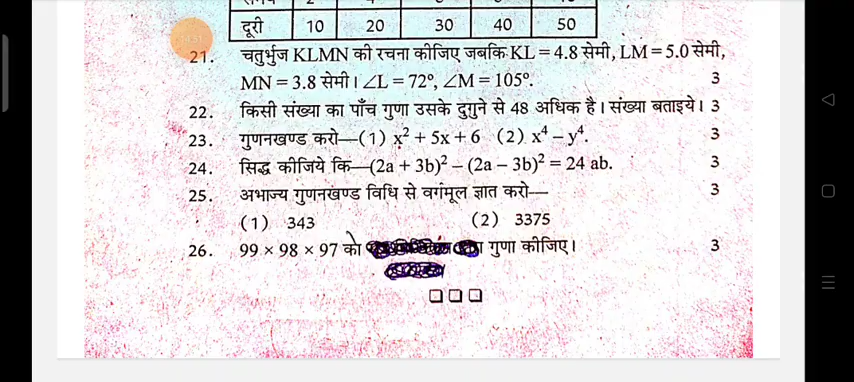 दूरी 10 20 30 40 50
21. चतुर्भुज KLMN की रचना कीजिए जबकि KL = 4.8 सेमी, LM = 5.0 सेमी,
MN = 3.8 सेमी। ∠L = 72°, ∠M = 105°. 3
22. किसी संख्या का पाँच गुणा उसके दुगुने से 48 अधिक है। संख्या बताइये। 3
23. गुणनखण्ड करो—(1) x² + 5x + 6 (2) x⁴ – y⁴. 3
24. सिद्ध कीजिये कि—(2a + 3b)² – (2a – 3b)² = 24 ab. 3
25. अभाज्य गुणनखण्ड विधि से वर्गमूल ज्ञात करो— 3
(1) 343 (2) 3375
26. 99 × 98 × 97 को गुणा कीजिए। 3